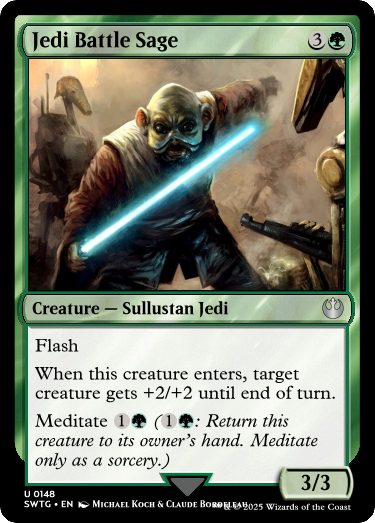 Jedi Battle Sage 3
Creature — Sullustan Jedi
Flash
When this creature enters, target
creature gets +2/+2 until end of turn.
Meditate 1 (1: Return this
creature to its owner's hand. Meditate
only as a sorcery.)
3/3
U 0148
SWTG • EN Michael Koch & Claude Bordeleau
™ & © 2025 Wizards of the Coast